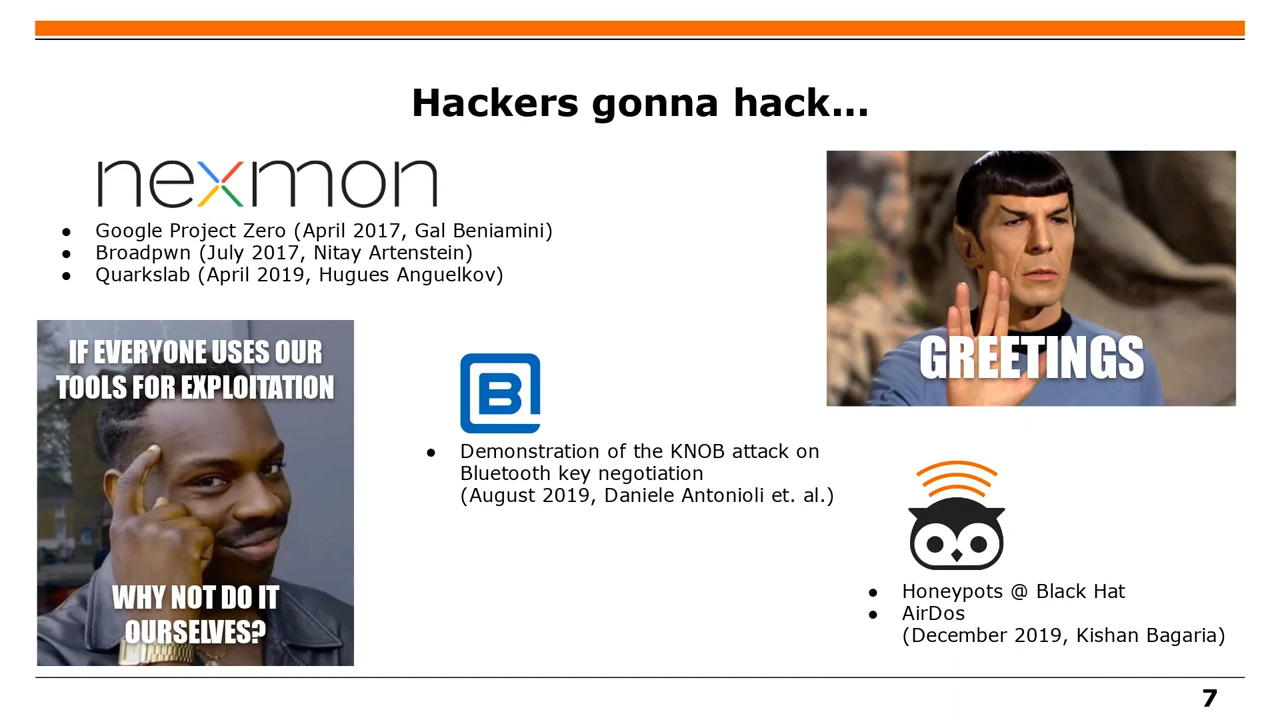 Hackers gonna hack...
nexmon
● Google Project Zero (April 2017, Gal Beniamini)
● Broadpwn (July 2017, Nitay Artenstein)
● Quarkslab (April 2019, Hugues Anguelkov)
GREETINGS
IF EVERYONE USES OUR
TOOLS FOR EXPLOITATION
WHY NOT DO IT
OURSELVES?
B
● Demonstration of the KNOB attack on
Bluetooth key negotiation
(August 2019, Daniele Antonioli et. al.)
● Honeypots @ Black Hat
● AirDos
(December 2019, Kishan Bagaria)
7